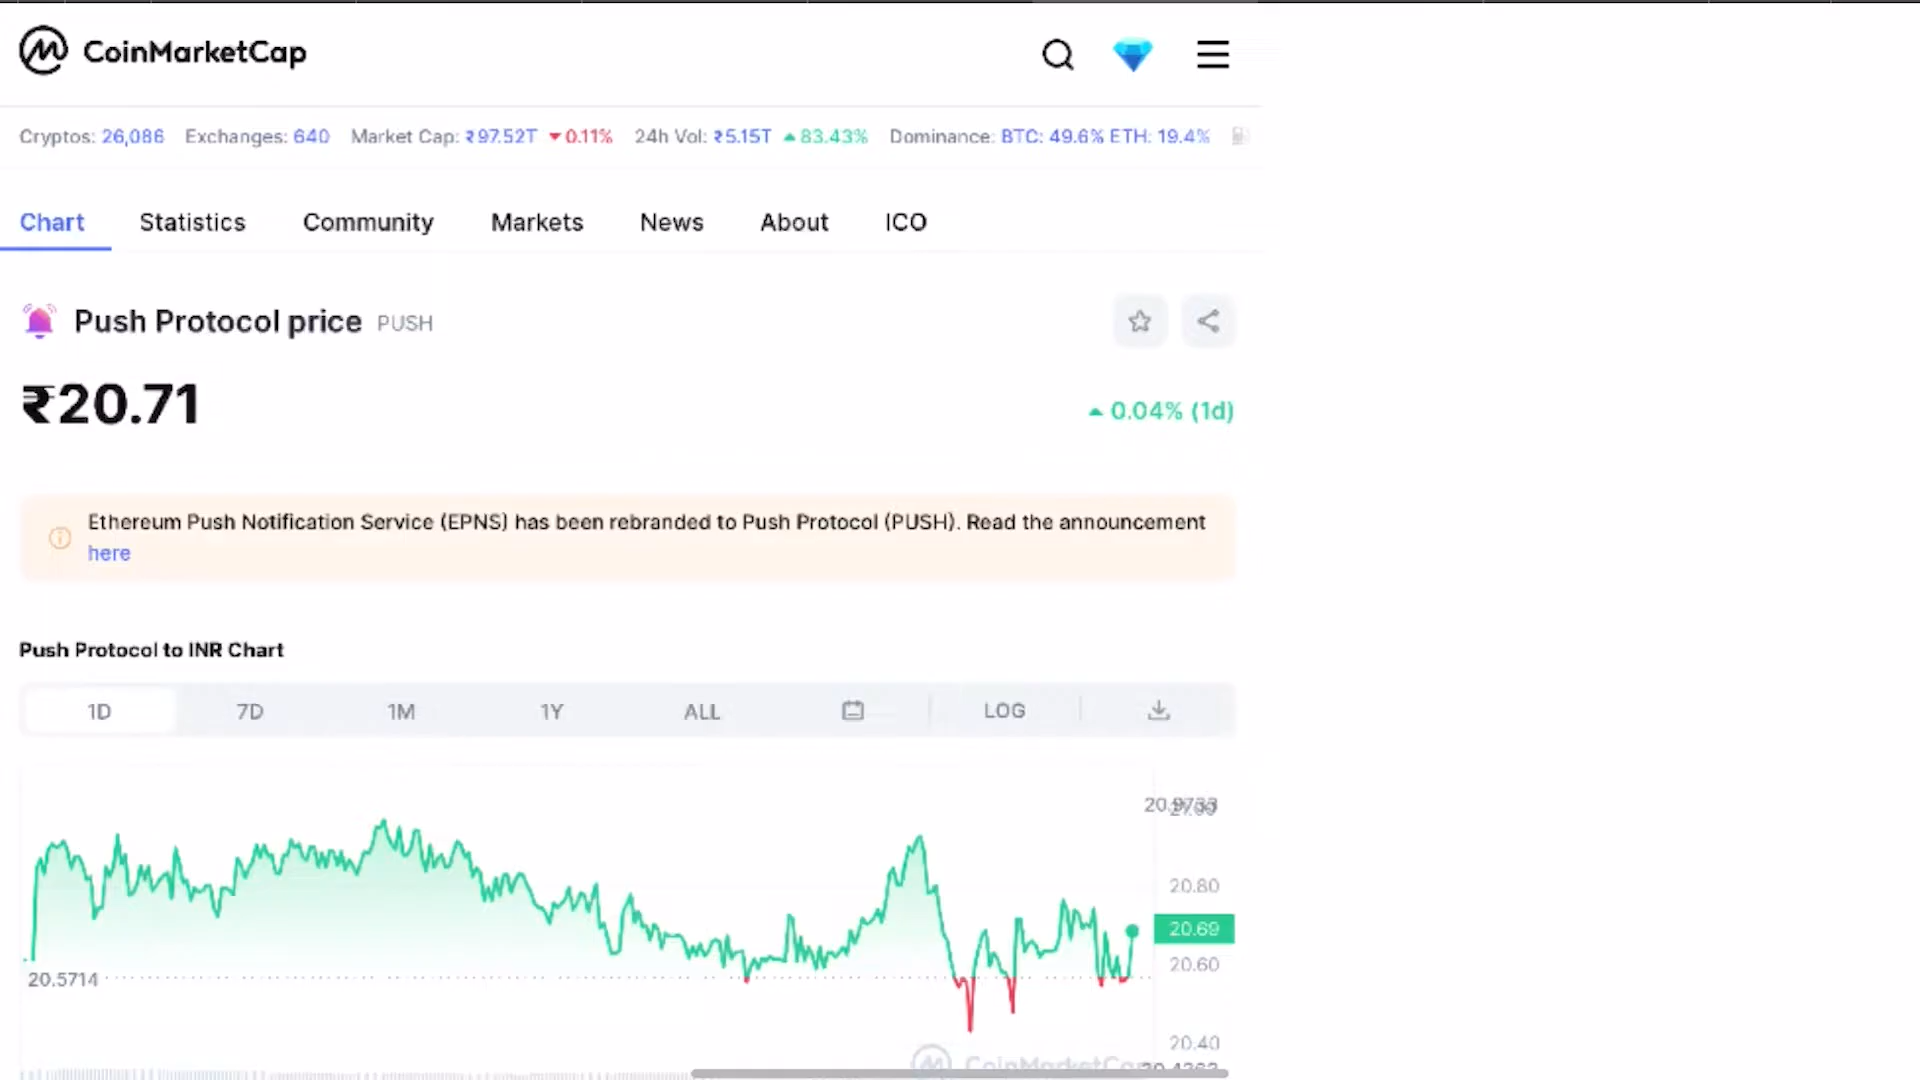 CoinMarketCap
Cryptos: 26,086 Exchanges: 640 Market Cap: ₹97.52T 0.11% 24h Vol: ₹5.15T 83.43% Dominance: BTC: 49.6% ETH: 19.4%
Chart Statistics Community Markets News About ICO
Push Protocol price PUSH
₹20.71
0.04% (1d)
Ethereum Push Notification Service (EPNS) has been rebranded to Push Protocol (PUSH). Read the announcement
here
Push Protocol to INR Chart
1D 7D 1M 1Y ALL LOG
20.9733
20.80
20.69
20.60
20.5714
20.40
CoinMarketCap